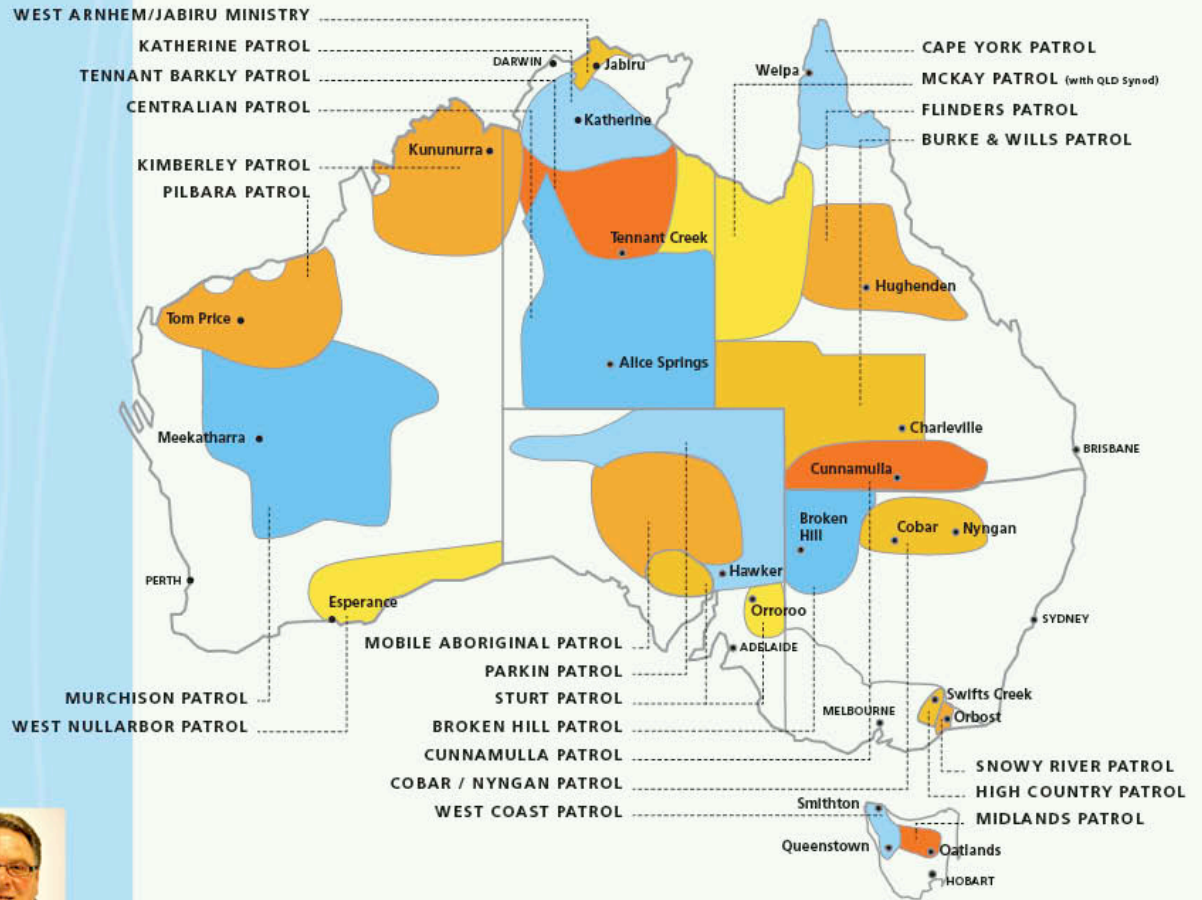 WEST ARNHEM/JABIRU MINISTRY
KATHERINE PATROL
TENNANT BARKLY PATROL
CENTRALIAN PATROL
KIMBERLEY PATROL
PILBARA PATROL
CAPE YORK PATROL
MCKAY PATROL (with QLD Synod)
FLINDERS PATROL
BURKE & WILLS PATROL
DARWIN
Jabiru
Weipa
Katherine
Kununurra
Tennant Creek
Hughenden
Tom Price
Alice Springs
Meekatharra
Charleville
BRISBANE
Cunnamulla
Broken
Hill
Cobar
Nyngan
PERTH
Hawker
Esperance
Orroroo
SYDNEY
ADELAIDE
MOBILE ABORIGINAL PATROL
PARKIN PATROL
STURT PATROL
BROKEN HILL PATROL
CUNNAMULLA PATROL
COBAR / NYNGAN PATROL
WEST COAST PATROL
MURCHISON PATROL
WEST NULLARBOR PATROL
MELBOURNE
Swifts Creek
Orbost
SNOWY RIVER PATROL
HIGH COUNTRY PATROL
MIDLANDS PATROL
Smithton
Queenstown
Oatlands
HOBART